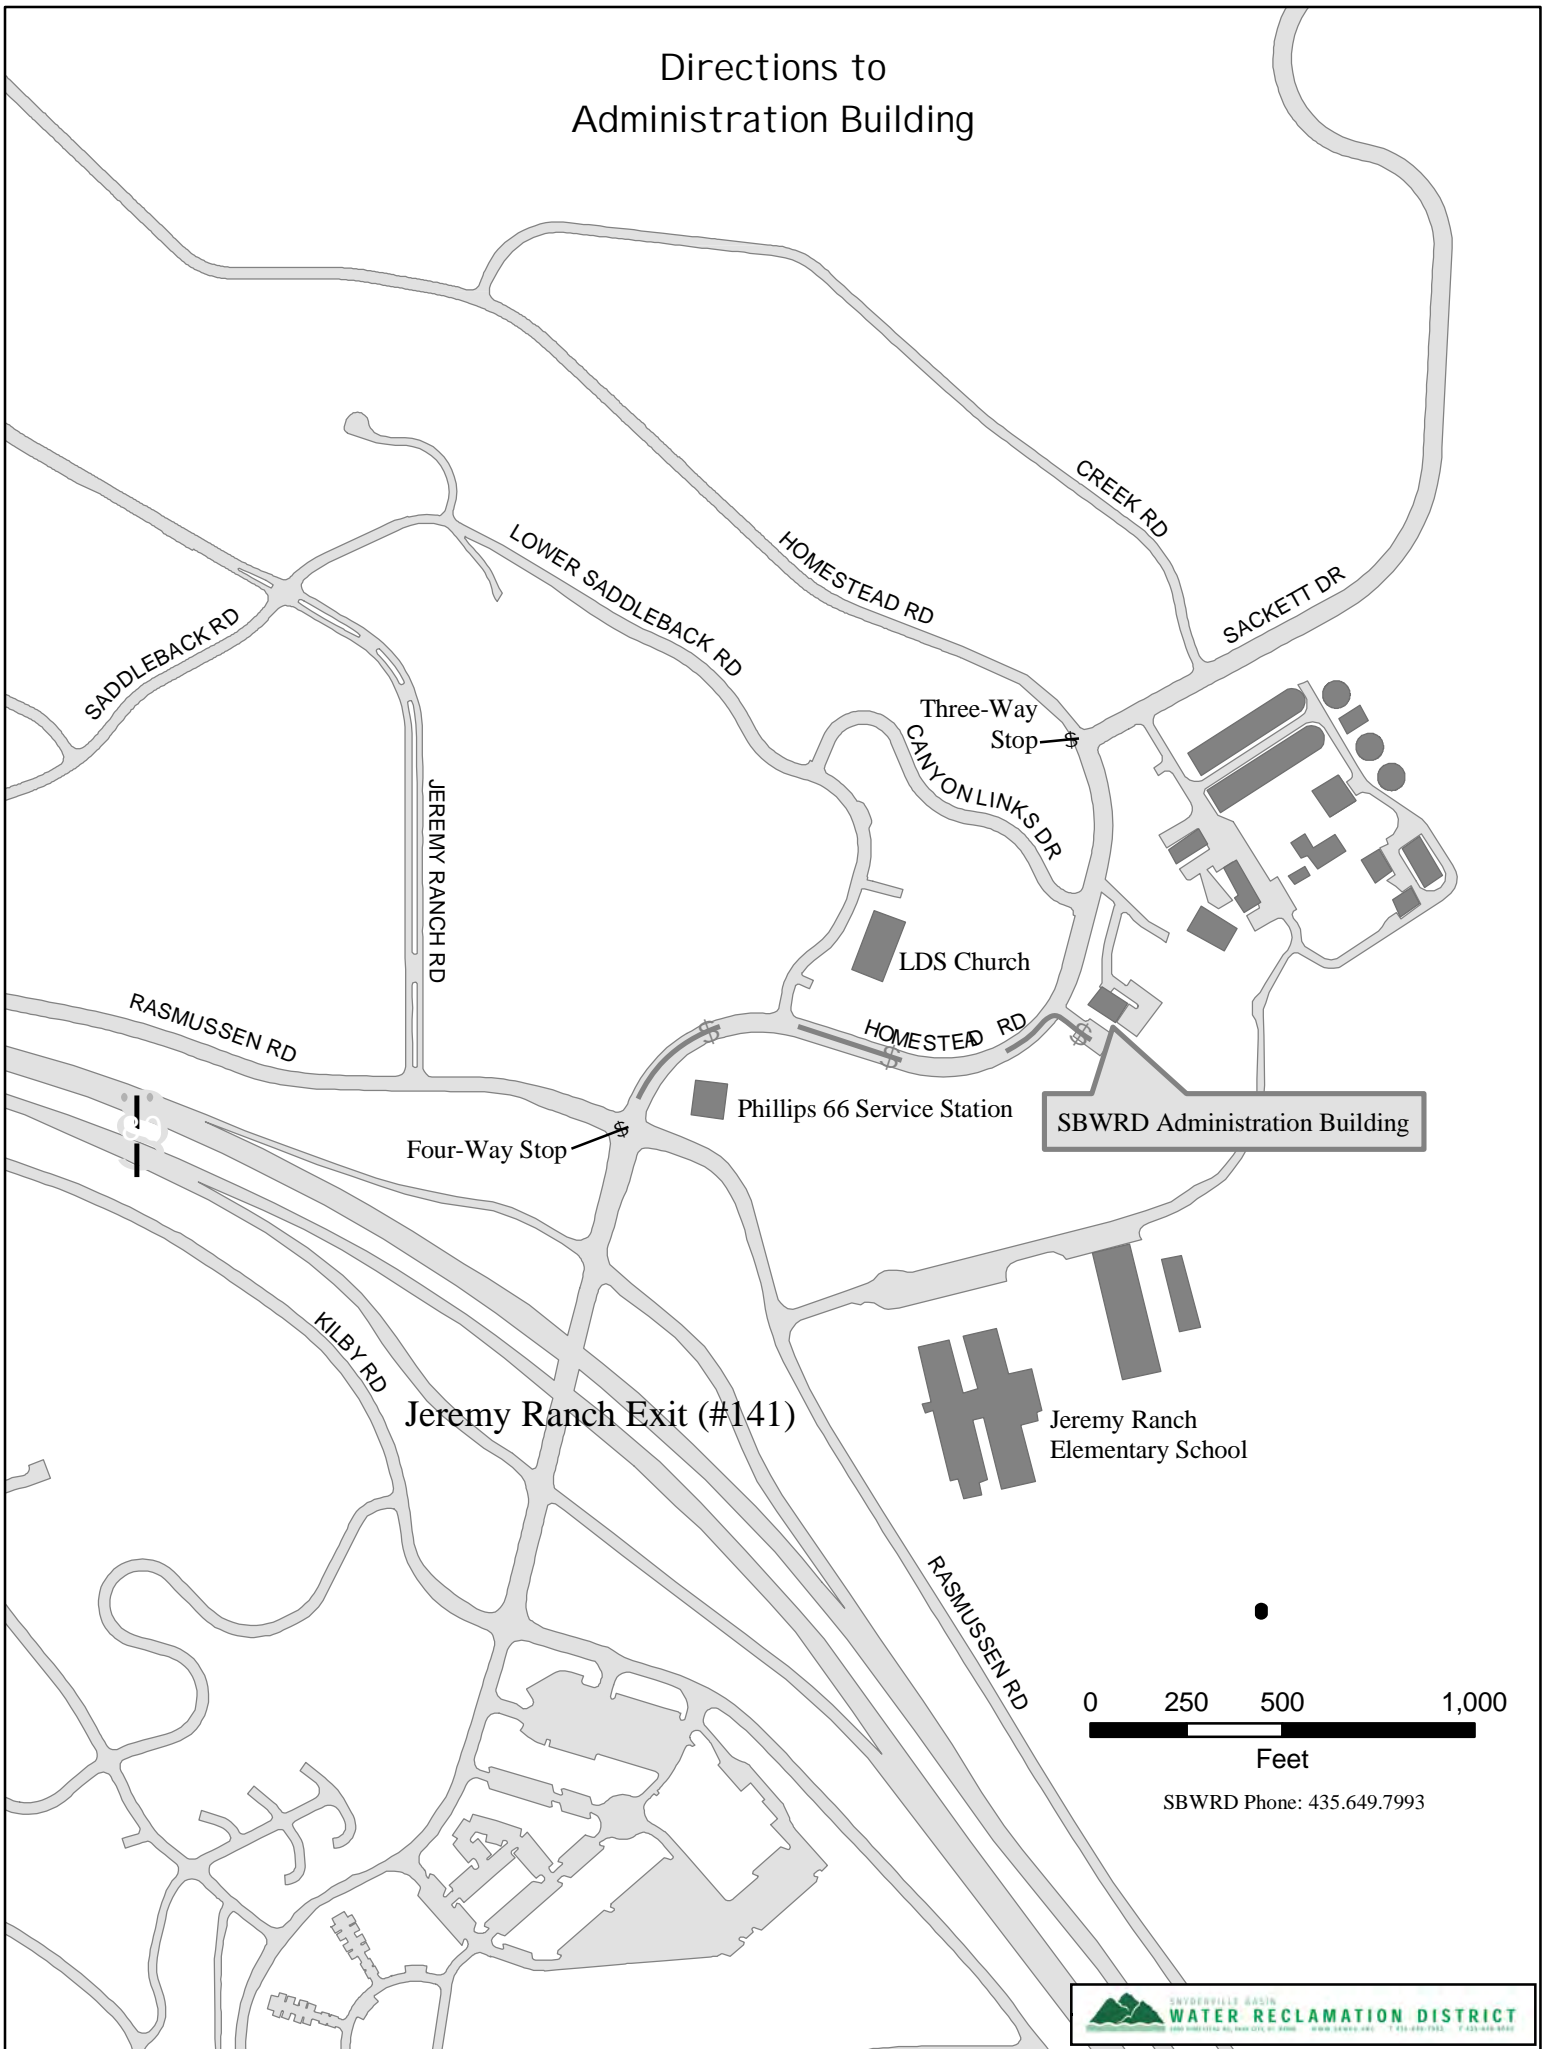 Directions to
Administration Building
CREEK RD
HOMESTEAD RD
LOWER SADDLEBACK RD
SACKETT DR
SADDLEBACK RD
Three-Way
Stop
CANYON LINKS DR
JEREMY RANCH RD
LDS Church
RASMUSSEN RD
HOMESTEAD RD
Phillips 66 Service Station
SBWRD Administration Building
80
Four-Way Stop
KILBY RD
Jeremy Ranch Exit (#141)
Jeremy Ranch
Elementary School
RASMUSSEN RD
0 250 500 1,000
Feet
SBWRD Phone: 435.649.7993
SNYDERVILLE BASIN
WATER RECLAMATION DISTRICT